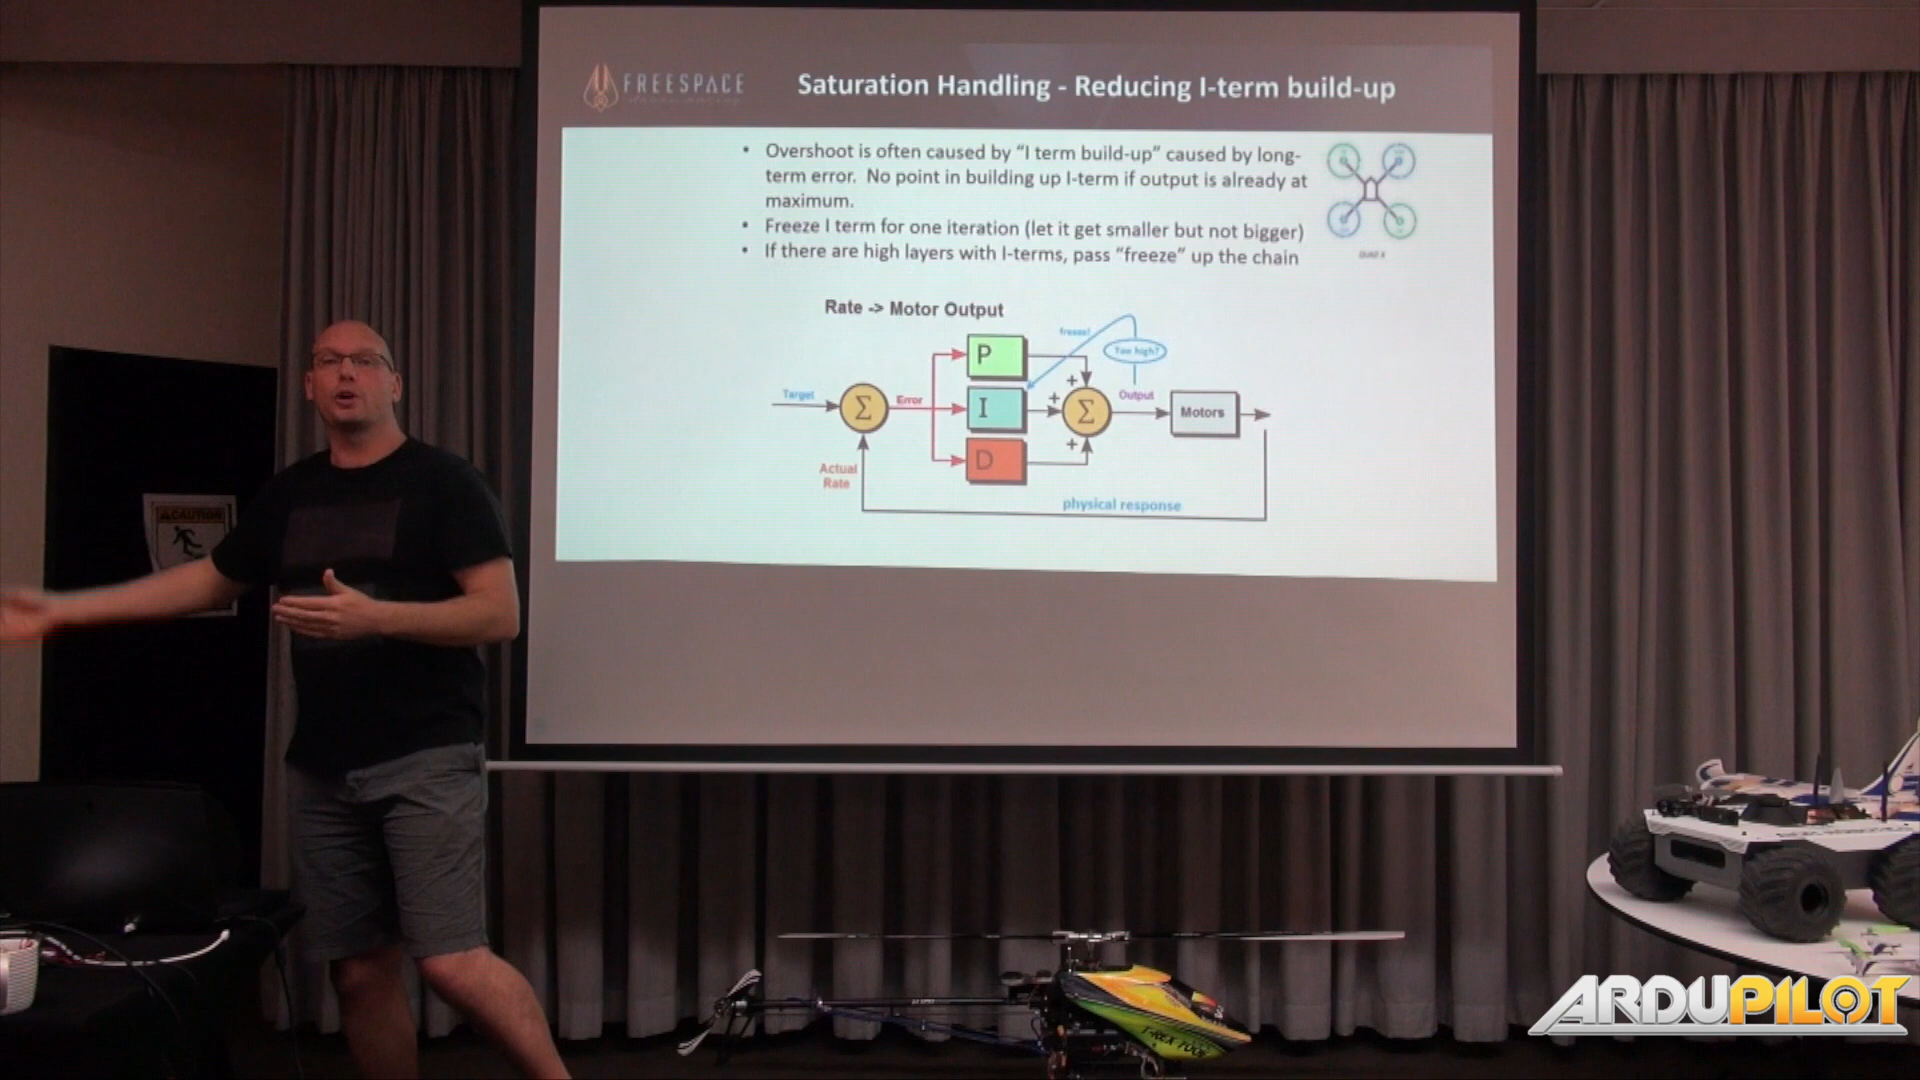 FREESPACE
Saturation Handling - Reducing I-term build-up
• Overshoot is often caused by “I term build-up” caused by long-
term error. No point in building up I-term if output is already at
maximum.
• Freeze I term for one iteration (let it get smaller but not bigger)
• If there are high layers with I-terms, pass “freeze” up the chain
QUAD X
Rate -> Motor Output
freeze!
Too high?
P
+
Target
Σ
Error
I
+
Σ
Output
Motors
D
+
Actual
Rate
physical response
CAUTION
T-REX 700E
ARDUPILOT